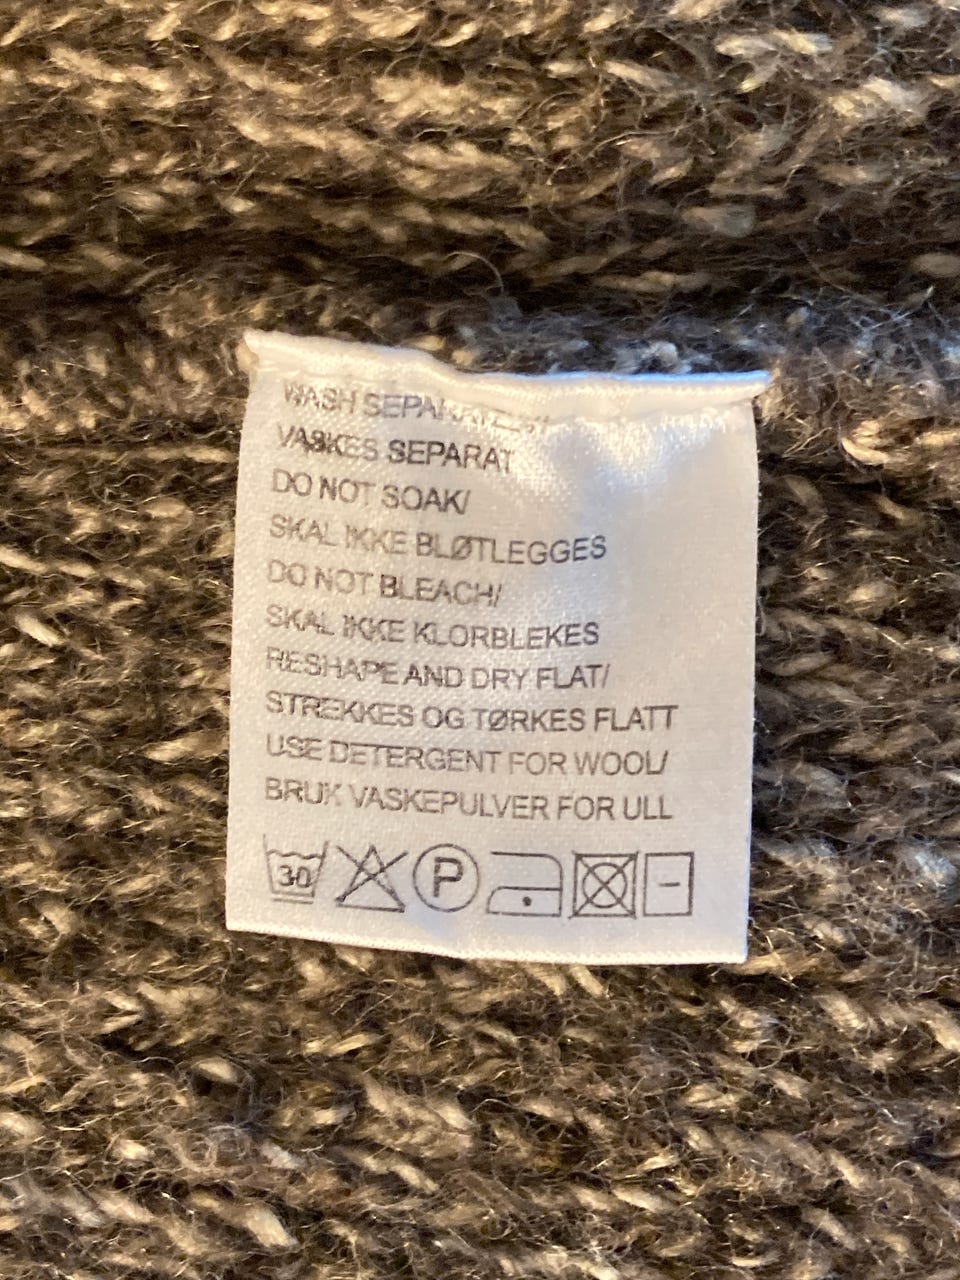 WASH SEPARATELY/
VASKES SEPARAT
DO NOT SOAK/
SKAL IKKE BLØTLEGGES
DO NOT BLEACH/
SKAL IKKE KLORBLEKES
RESHAPE AND DRY FLAT/
STREKKES OG TØRKES FLATT
USE DETERGENT FOR WOOL/
BRUK VASKEPULVER FOR ULL
30 P